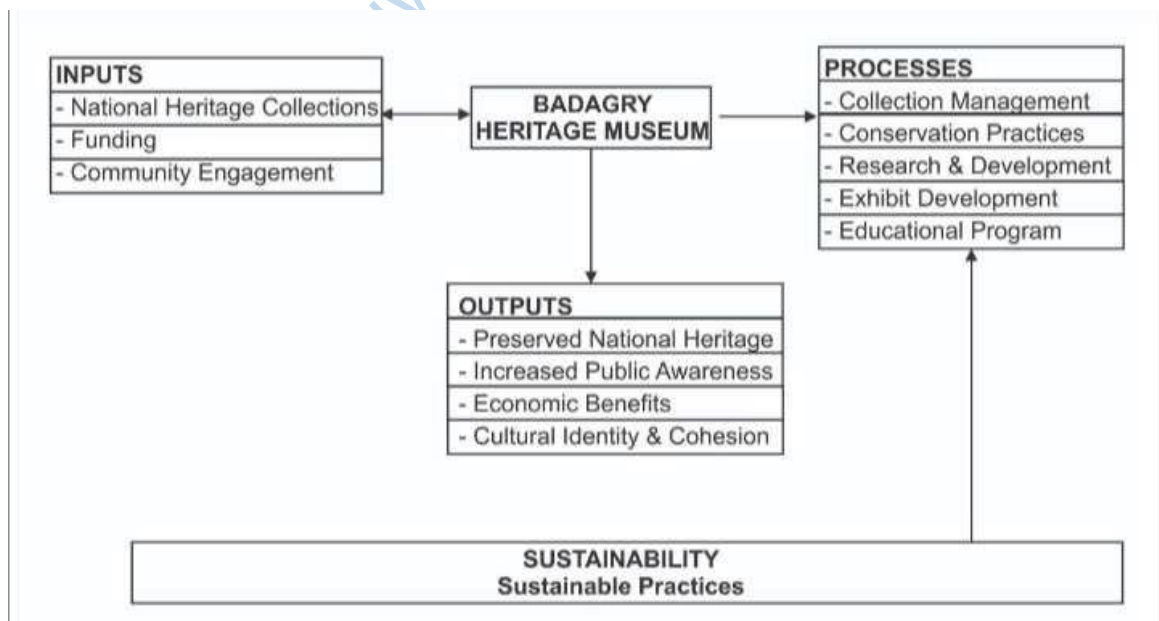 INPUTS
- National Heritage Collections
- Funding
- Community Engagement
BADAGRY
HERITAGE MUSEUM
PROCESSES
- Collection Management
- Conservation Practices
- Research & Development
- Exhibit Development
- Educational Program
OUTPUTS
- Preserved National Heritage
- Increased Public Awareness
- Economic Benefits
- Cultural Identity & Cohesion
SUSTAINABILITY
Sustainable Practices